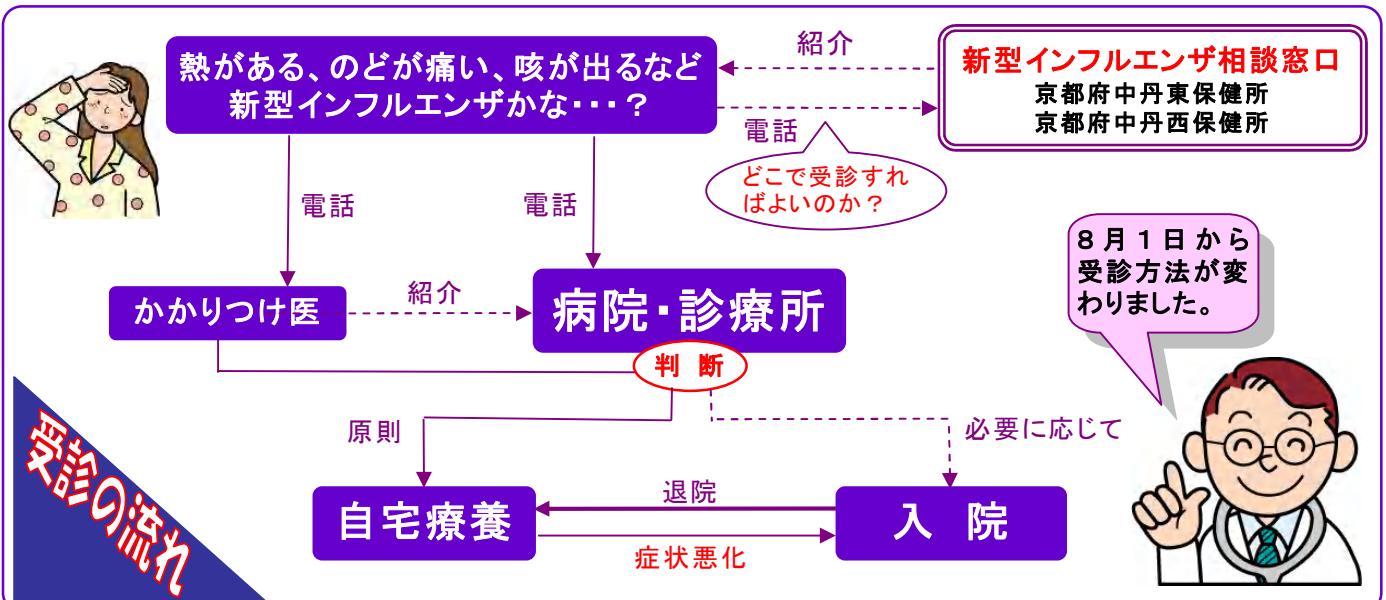 熱がある、のどが痛い、咳が出るなど
新型インフルエンザかな・・・？
紹介
新型インフルエンザ相談窓口
京都府中丹東保健所
京都府中丹西保健所
電話
どこで受診すれ
ばよいのか？
電話
電話
８月１日から
受診方法が変
わりました。
かかりつけ医
紹介
病院・診療所
判 断
原則
必要に応じて
自宅療養
退院
入 院
症状悪化
受診の流れ